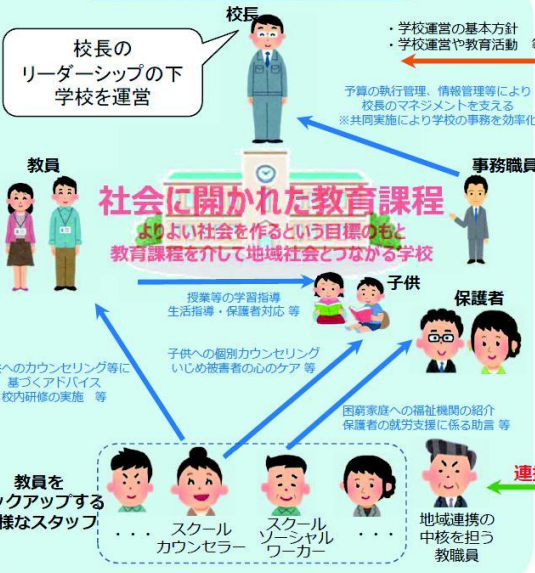 校長
校長の
リーダーシップの下
学校を運営
・学校運営の基本方針
・学校運営や教育活動
予算の執行管理、情報管理等により
校長のマネジメントを支える
※共同実施により学校の事務を効率化
教員
事務職員
社会に開かれた教育課程
よりよい社会を作るという目標のもと
教育課程を介して地域社会とつながる学校
授業等の学習指導
生活指導・保護者対応 等
子供
保護者
へのカウンセリング等に
基づくアドバイス
校内研修の実施 等
子供への個別カウンセリング
いじめ被害者の心のケア 等
困窮家庭への福祉機関の紹介
保護者の就労支援に係る助言 等
教員を
ックアップする
様なスタッフ
・・・
スクール
カウンセラー
スクール
ソーシャル
ワーカー
・・・
地域連携の
中核を担う
教職員
連